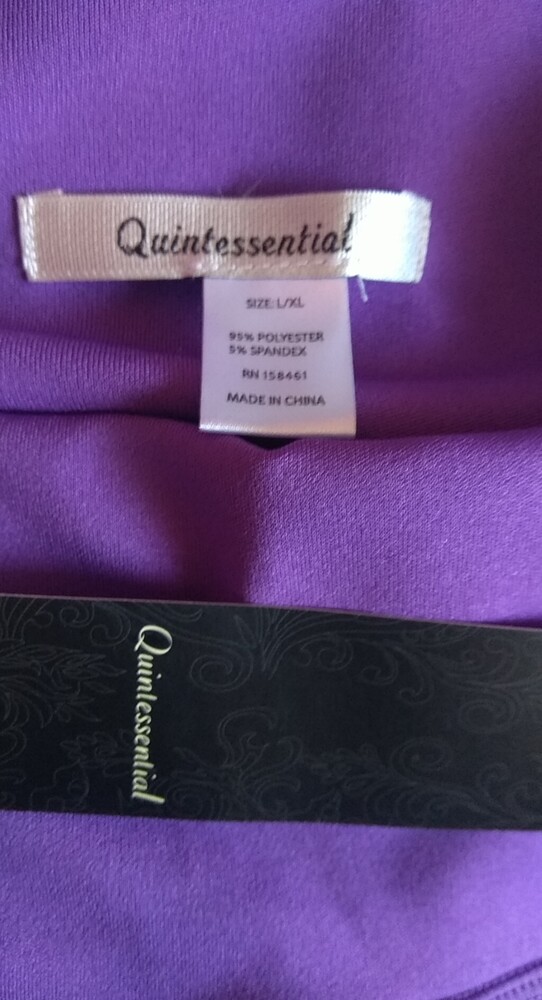 Quintessential
SIZE: L/XL
95% POLYESTER
5% SPANDEX
RN 158461
MADE IN CHINA
Quintessential